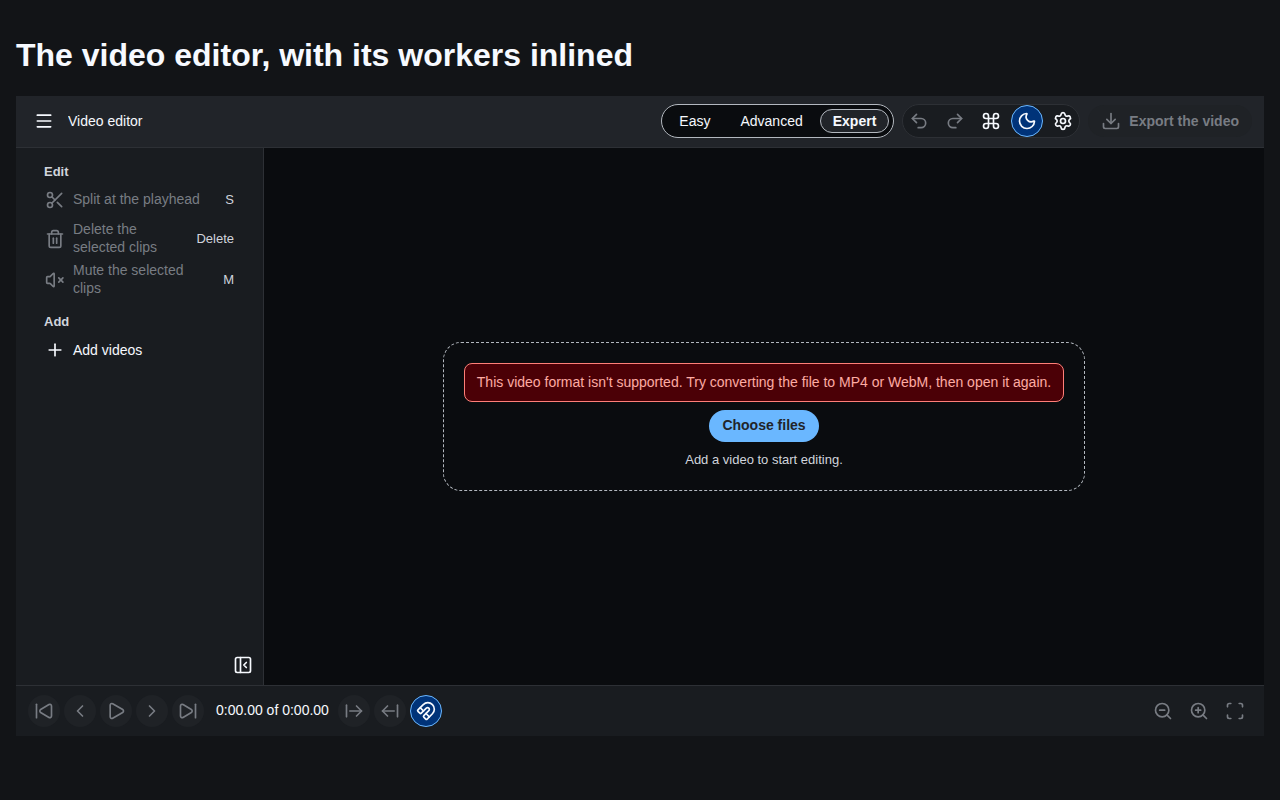 The video editor, with its workers inlined
Video editor
Easy
Advanced
Expert
Export the video
Edit
Split at the playhead S
Delete the
selected clips
Delete
Mute the selected
clips
M
Add
Add videos
This video format isn't supported. Try converting the file to MP4 or WebM, then open it again.
Choose files
Add a video to start editing.
0:00.00 of 0:00.00